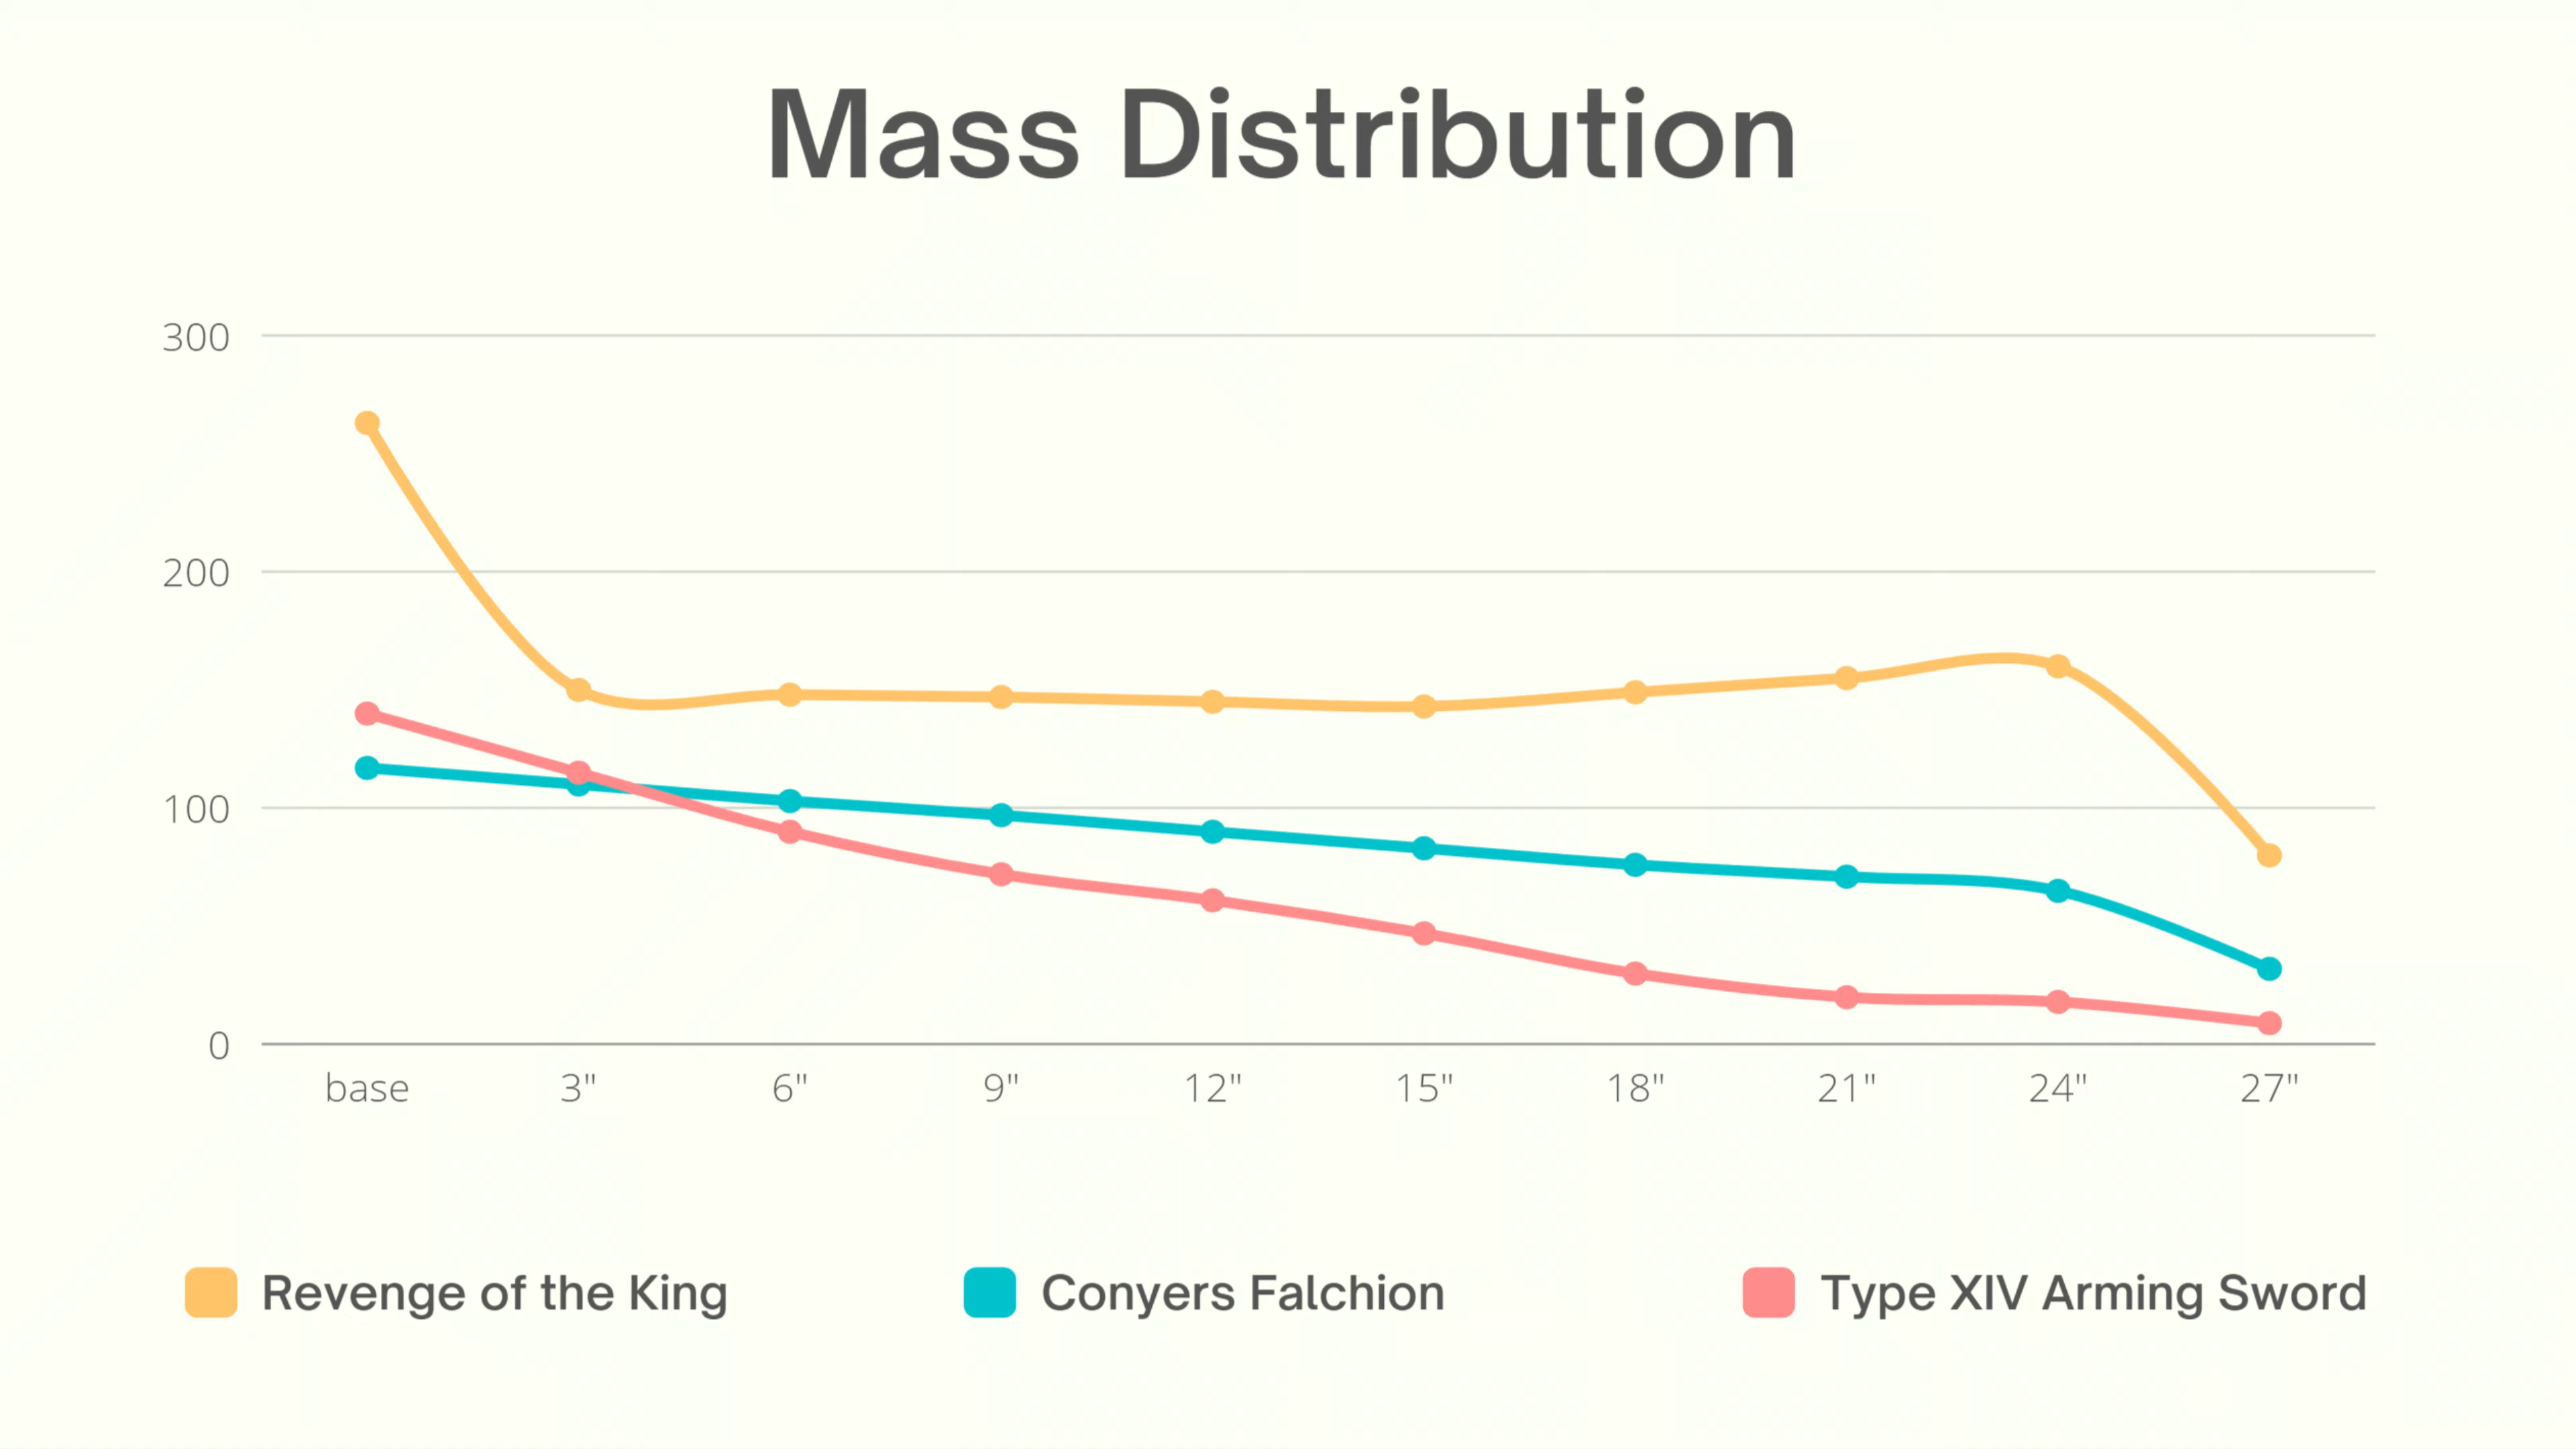 Mass Distribution
300
200
100
0
base 3" 6" 9" 12" 15" 18" 21" 24" 27"
Revenge of the King Conyers Falchion Type XIV Arming Sword